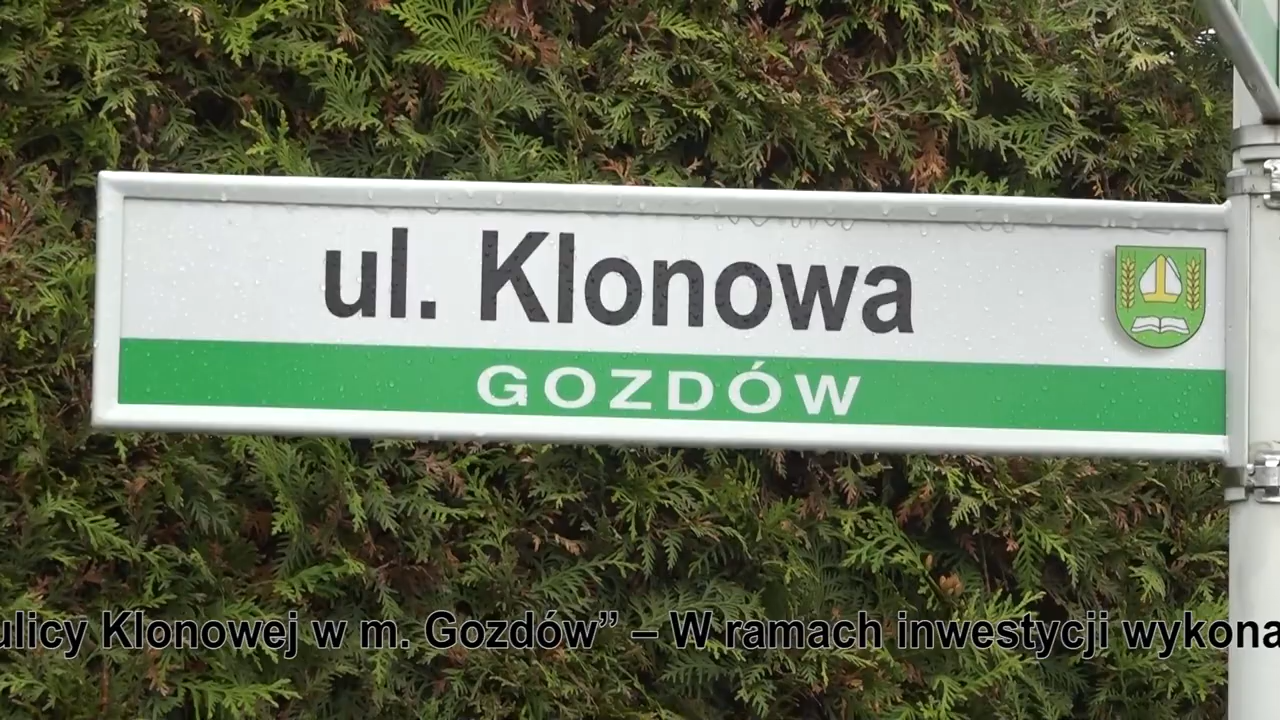 ul. Klonowa
GOZDÓW
ulicy Klonowej w m. Gozdów” – W ramach inwestycji wykona